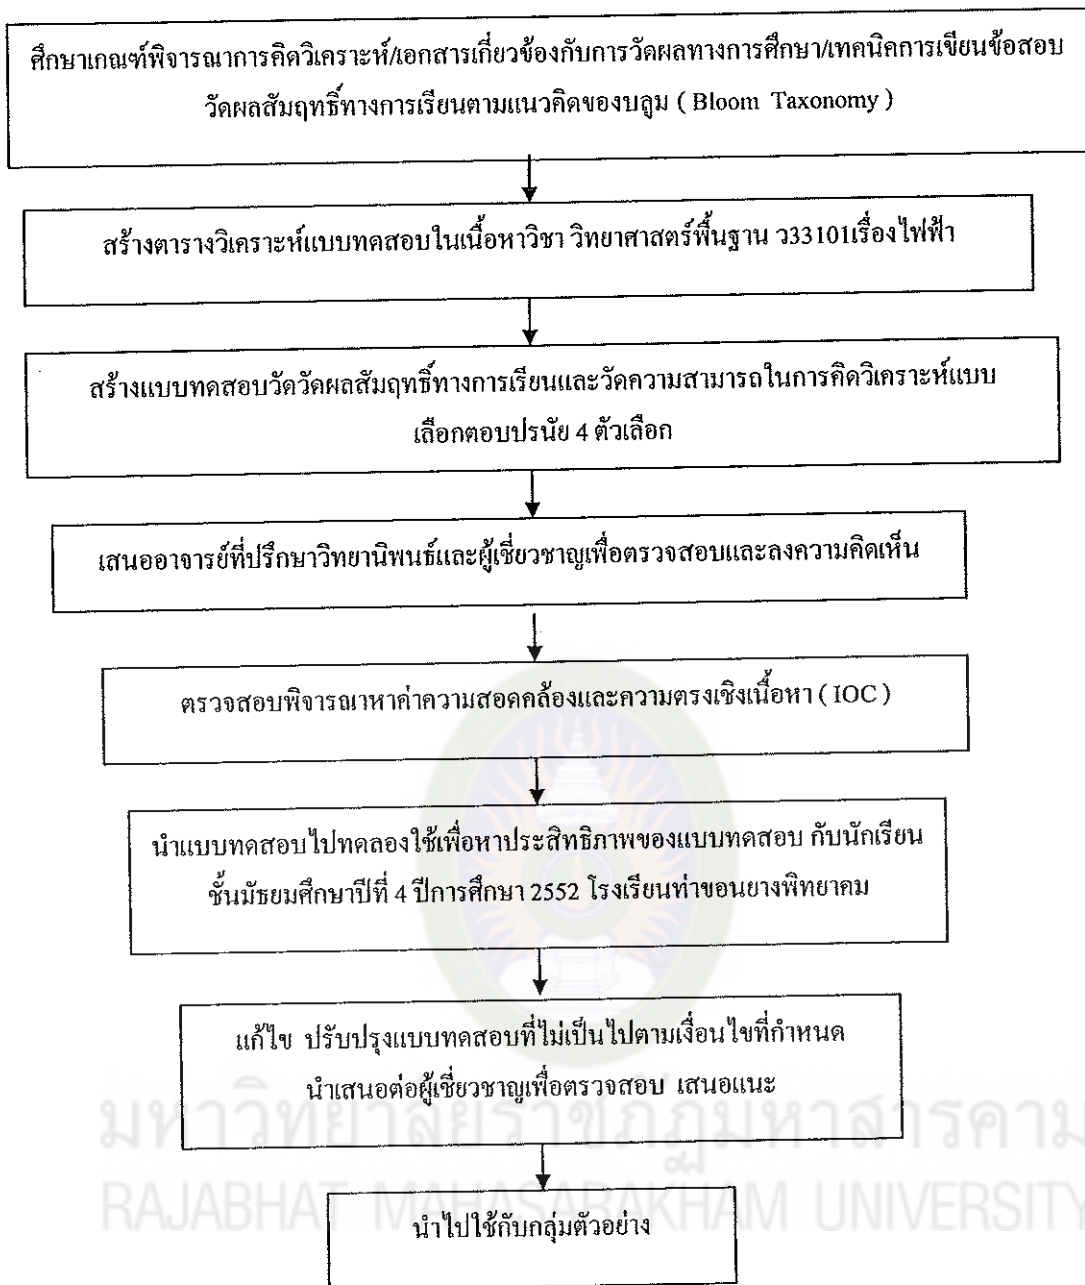 ศึกษาเกณฑ์พิจารณาการคิดวิเคราะห์/เอกสารเกี่ยวข้องกับการวัดผลทางการศึกษา/เทคนิคการเขียนข้อสอบ
วัดผลสัมฤทธิ์ทางการเรียนตามแนวคิดของบลูม ( Bloom Taxonomy )
สร้างตารางวิเคราะห์แบบทดสอบในเนื้อหาวิชา วิทยาศาสตร์พื้นฐาน ว33101เรื่องไฟฟ้า
สร้างแบบทดสอบวัดวัดผลสัมฤทธิ์ทางการเรียนและวัดความสามารถในการคิดวิเคราะห์แบบ
เลือกตอบปรนัย 4 ตัวเลือก
เสนออาจารย์ที่ปรึกษาวิทยานิพนธ์และผู้เชี่ยวชาญเพื่อตรวจสอบและลงความคิดเห็น
ตรวจสอบพิจารณาหาค่าความสอดคล้องและความตรงเชิงเนื้อหา ( IOC )
นำแบบทดสอบไปทดลองใช้เพื่อหาประสิทธิภาพของแบบทดสอบ กับนักเรียน
ชั้นมัธยมศึกษาปีที่ 4 ปีการศึกษา 2552 โรงเรียนท่าขอนยางพิทยาคม
แก้ไข ปรับปรุงแบบทดสอบที่ไม่เป็นไปตามเงื่อนไขที่กำหนด
นำเสนอต่อผู้เชี่ยวชาญเพื่อตรวจสอบ เสนอแนะ
มหาวิทยาลัยราชภัฏมหาสารคาม
RAJABHAT MAHASARAKHAM UNIVERSITY
นำไปใช้กับกลุ่มตัวอย่าง